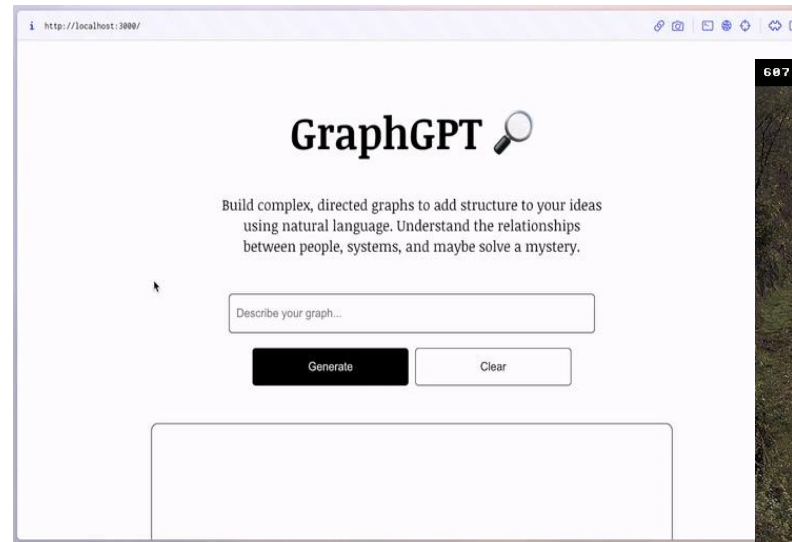 http://localhost:3000/
607
GraphGPT
Build complex, directed graphs to add structure to your ideas
using natural language. Understand the relationships
between people, systems, and maybe solve a mystery.
Describe your graph...
Generate
Clear